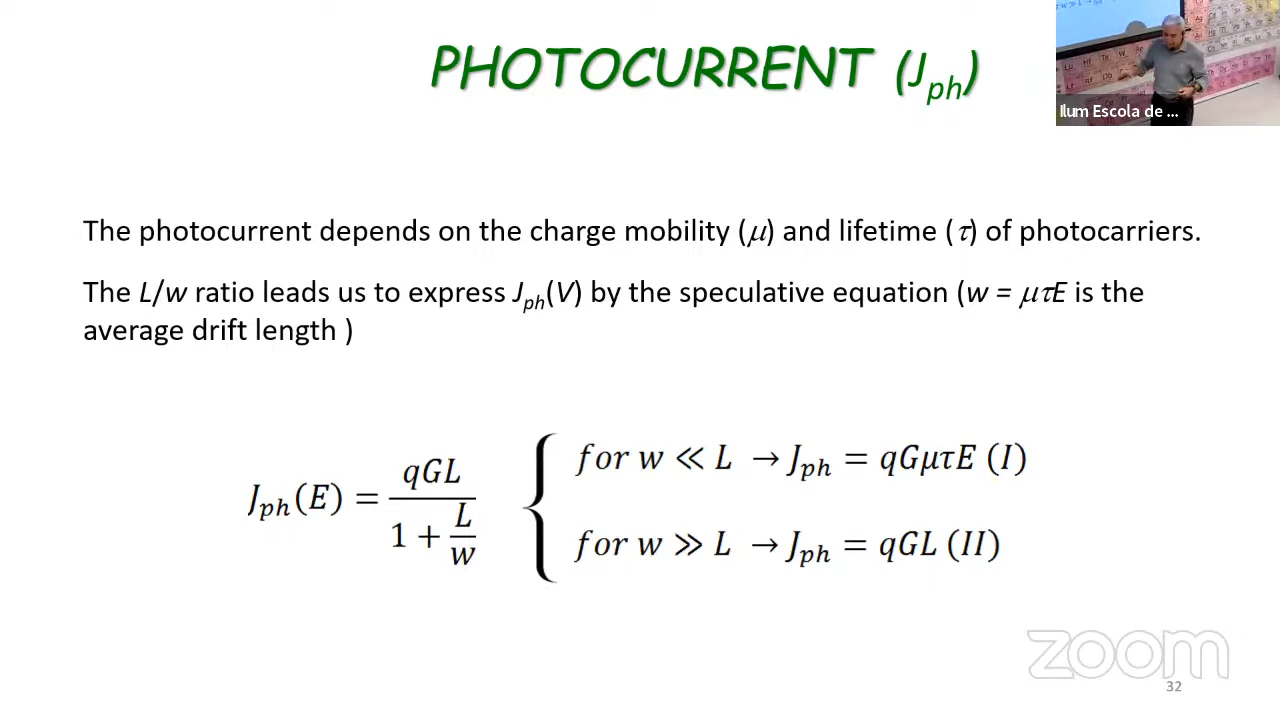 PHOTOCURRENT (J_ph)
Ilum Escola de ...
The photocurrent depends on the charge mobility (μ) and lifetime (τ) of photocarriers.
The L/w ratio leads us to express J_ph(V) by the speculative equation (w = μτE is the
average drift length )
J_ph(E) = qGL / (1 + L/w)
for w ≪ L → J_ph = qGμτE (I)
for w ≫ L → J_ph = qGL (II)
zoom
32